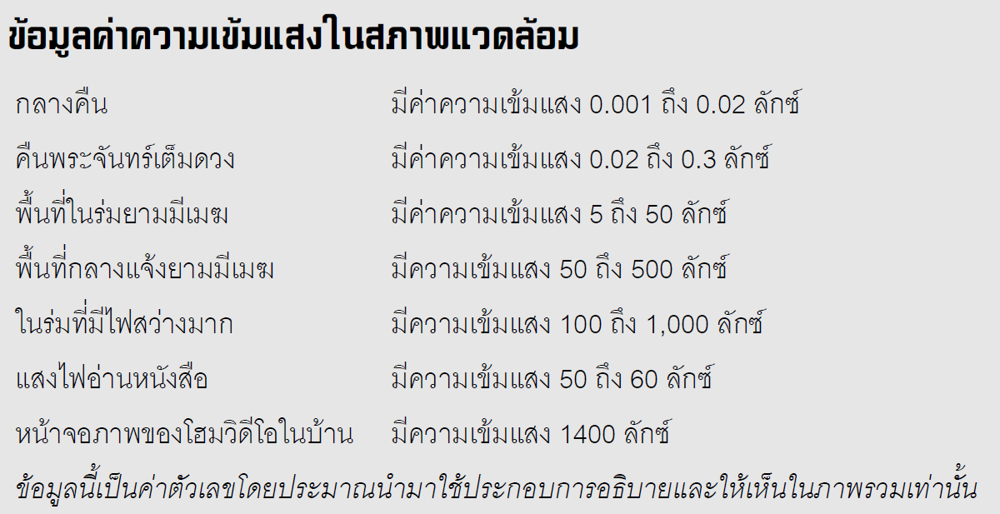 ข้อมูลค่าความเข้มแสงในสภาพแวดล้อม
กลางคืน มีค่าความเข้มแสง 0.001 ถึง 0.02 ลักซ์
คืนพระจันทร์เต็มดวง มีค่าความเข้มแสง 0.02 ถึง 0.3 ลักซ์
พื้นที่ในร่มยามมีเมฆ มีค่าความเข้มแสง 5 ถึง 50 ลักซ์
พื้นที่กลางแจ้งยามมีเมฆ มีความเข้มแสง 50 ถึง 500 ลักซ์
ในร่มที่มีไฟสว่างมาก มีความเข้มแสง 100 ถึง 1,000 ลักซ์
แสงไฟอ่านหนังสือ มีความเข้มแสง 50 ถึง 60 ลักซ์
หน้าจอภาพของโฮมวิดีโอในบ้าน มีความเข้มแสง 1400 ลักซ์
ข้อมูลนี้เป็นค่าตัวเลขโดยประมาณนำมาใช้ประกอบการอธิบายและให้เห็นในภาพรวมเท่านั้น